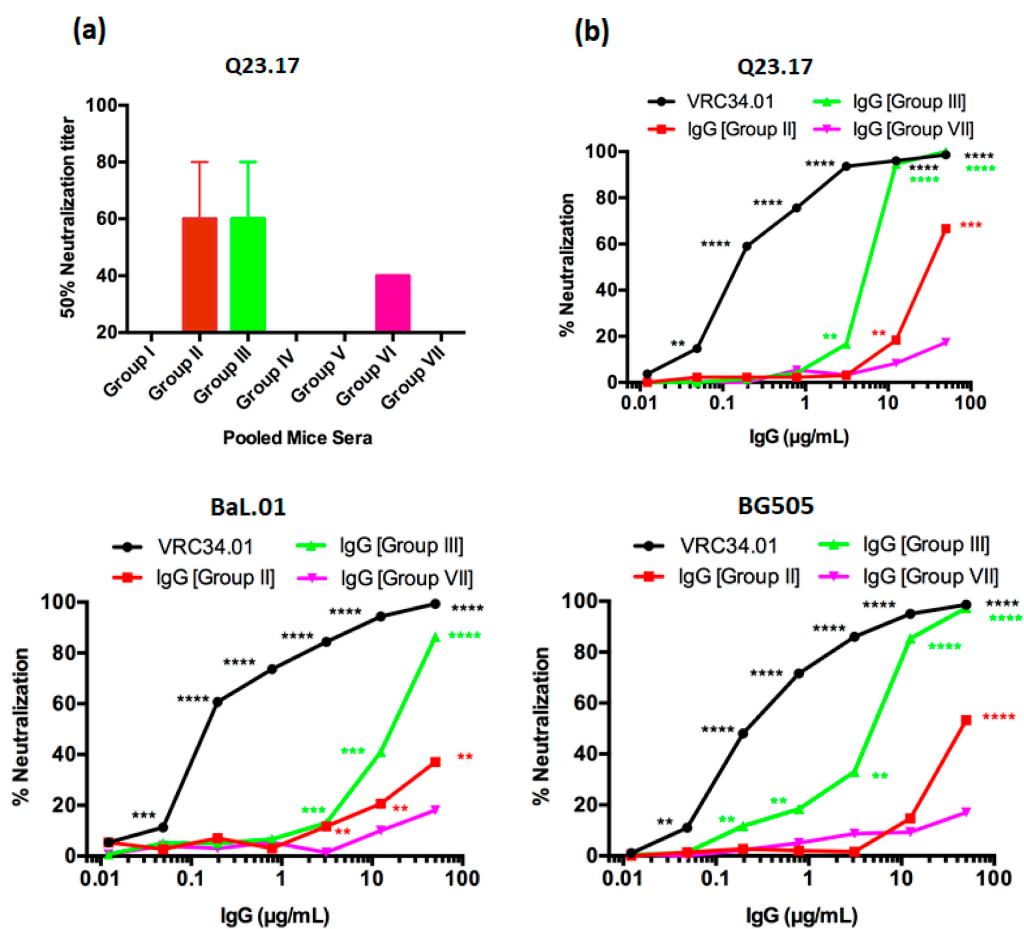 (a)
Q23.17
50% Neutralization titer
100
80
60
40
20
Group I
Group II
Group III
Group IV
Group V
Group VI
Group VII
Pooled Mice Sera
(b)
Q23.17
VRC34.01
IgG [Group III]
IgG [Group II]
IgG [Group VII]
% Neutralization
100
80
60
40
20
0
**
****
****
****
****
****
****
****
**
**
***
0.01
0.1
1
10
100
IgG (µg/mL)
BaL.01
VRC34.01
IgG [Group III]
IgG [Group II]
IgG [Group VII]
% Neutralization
100
80
60
40
20
0
***
****
****
****
****
****
****
***
***
**
**
**
0.01
0.1
1
10
100
IgG (µg/mL)
BG505
VRC34.01
IgG [Group III]
IgG [Group II]
IgG [Group VII]
% Neutralization
100
80
60
40
20
0
**
****
****
****
****
****
****
****
**
**
**
****
0.01
0.1
1
10
100
IgG (µg/mL)